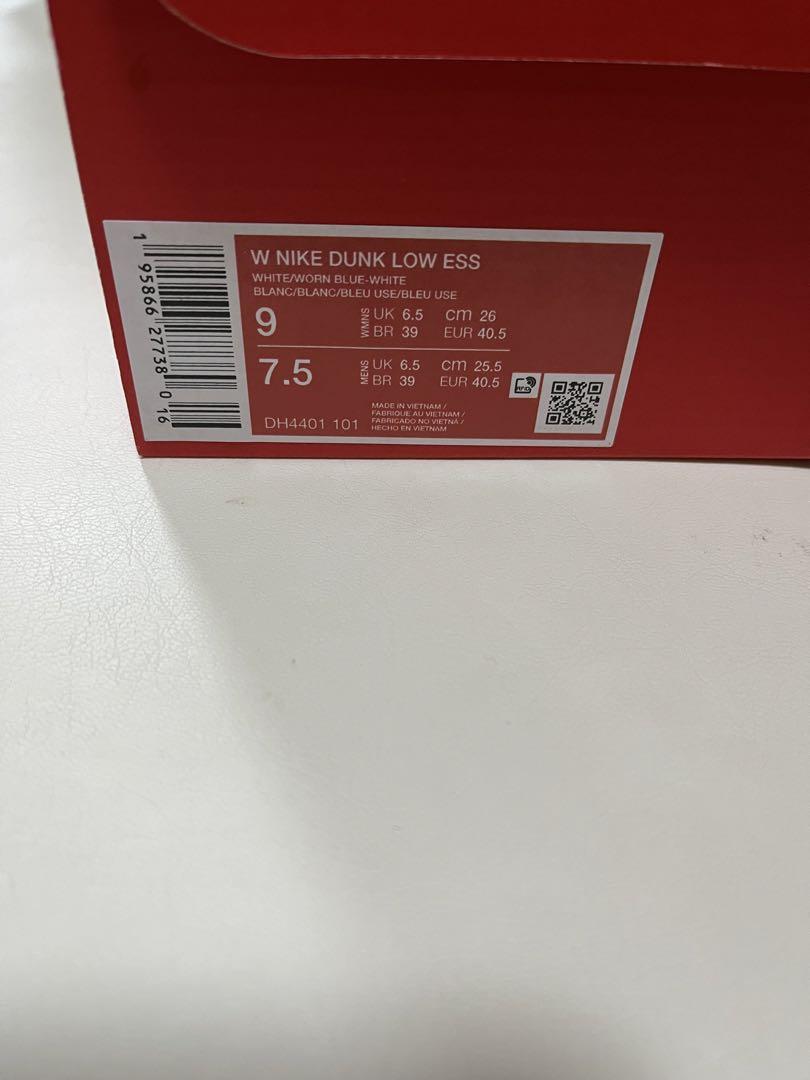 W NIKE DUNK LOW ESS
WHITE/WORN BLUE-WHITE
BLANC/BLANC/BLEU USE/BLEU USE
9 WMNS UK 6.5 cm 26
BR 39 EUR 40.5
7.5 MENS UK 6.5 cm 25.5
BR 39 EUR 40.5
RFID
MADE IN VIETNAM /
FABRIQUE AU VIETNAM /
FABRICADO NO VIETNÃ /
HECHO EN VIETNAM
DH4401 101
1 95866 27738 0 16